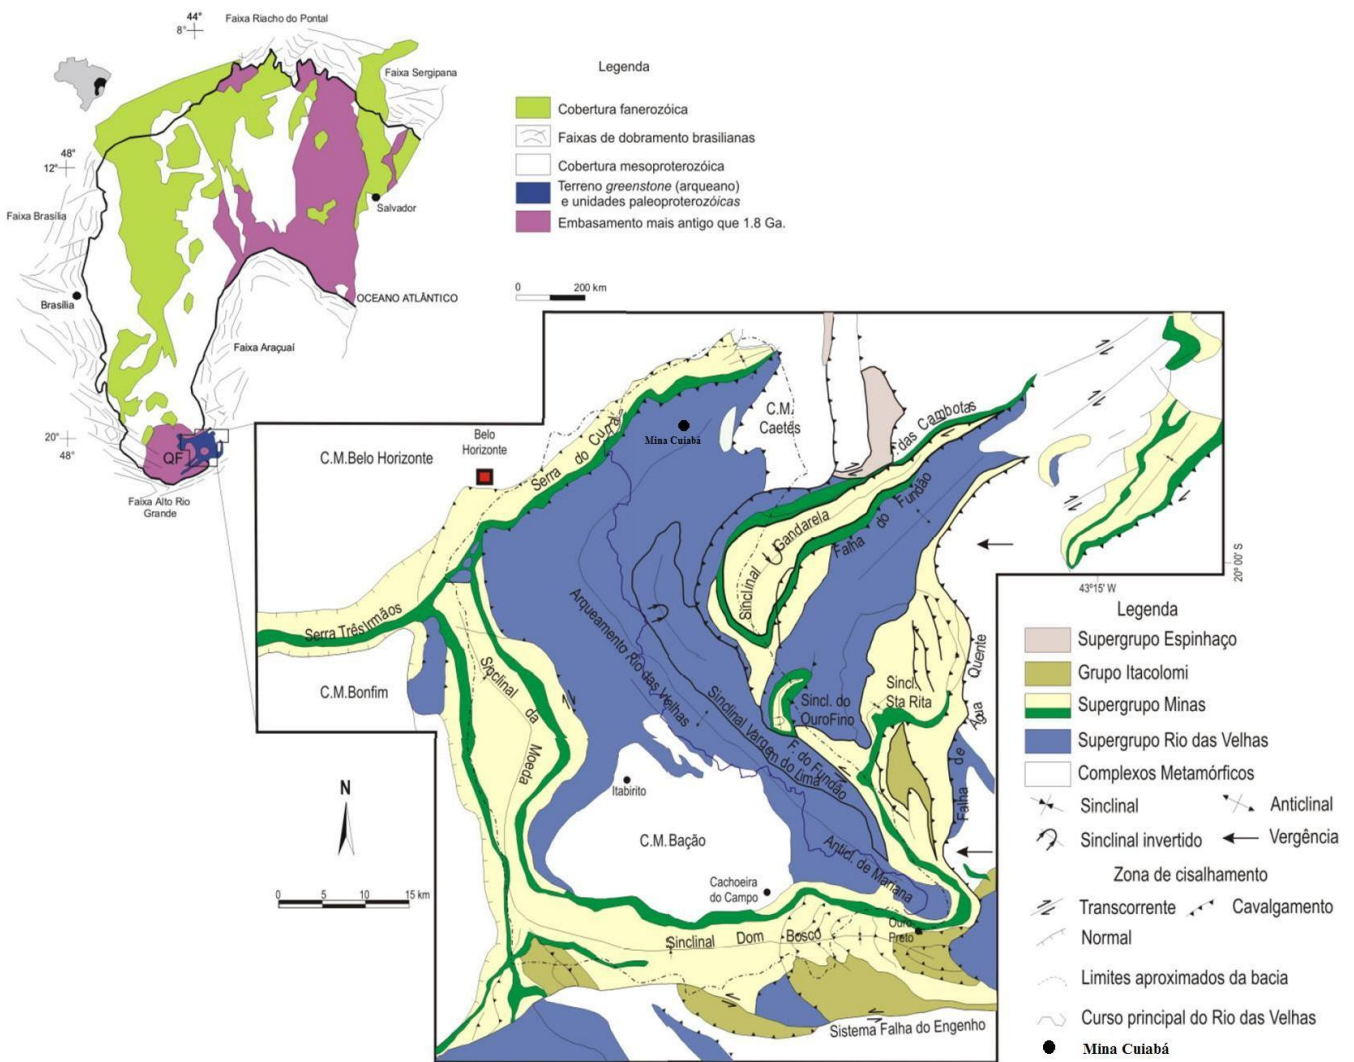 44°
8°
Faixa Riacho do Pontal
Faixa Sergipana
48°
12°
Faixa Brasília
Salvador
Brasília
OCEANO ATLÂNTICO
Faixa Araçuaí
20°
48°
QF
Faixa Alto Rio
Grande
Legenda
Cobertura fanerozóica
Faixas de dobramento brasilianas
Cobertura mesoproterozóica
Terreno greenstone (arqueano)
e unidades paleoproterozóicas
Embasamento mais antigo que 1.8 Ga.
0 200 km
C.M.Belo Horizonte
Belo
Horizonte
Serra do Curral
Mina Cuiabá
C.M.
Caetés
F. das Cambotas
Sinclinal Gandarela
Falha do Fundão
Serra Três Irmãos
C.M.Bonfim
Sinclinal da Moeda
Arqueamento Rio das Velhas
Sinclinal Vargem do Lima
F. do Fundão
Sincl. do
OuroFino
Sincl.
Sta Rita
Falha de Água Quente
Itabirito
C.M.Bação
Cachoeira
do Campo
Anticl. de Mariana
Ouro
Preto
Sinclinal Dom Bosco
Sistema Falha do Engenho
N
0 5 10 15 km
20º 00' S
43º15' W
Legenda
Supergrupo Espinhaço
Grupo Itacolomi
Supergrupo Minas
Supergrupo Rio das Velhas
Complexos Metamórficos
Sinclinal
Anticlinal
Sinclinal invertido
Vergência
Zona de cisalhamento
Transcorrente
Cavalgamento
Normal
Limites aproximados da bacia
Curso principal do Rio das Velhas
Mina Cuiabá